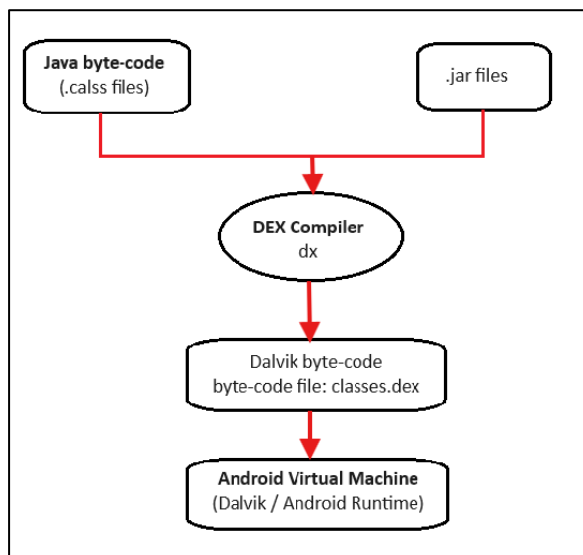 Java byte-code
(.calss files)
.jar files
DEX Compiler
dx
Dalvik byte-code
byte-code file: classes.dex
Android Virtual Machine
(Dalvik / Android Runtime)